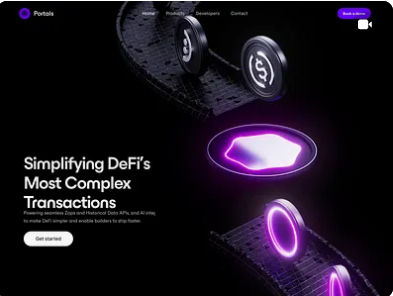 Portals
Home Products Developers Contact
Book a demo
Simplifying DeFi's
Most Complex
Transactions
Powering seamless Zaps and Historical Data APIs, and AI infra,
to make DeFi simpler and enable builders to ship faster.
Get started